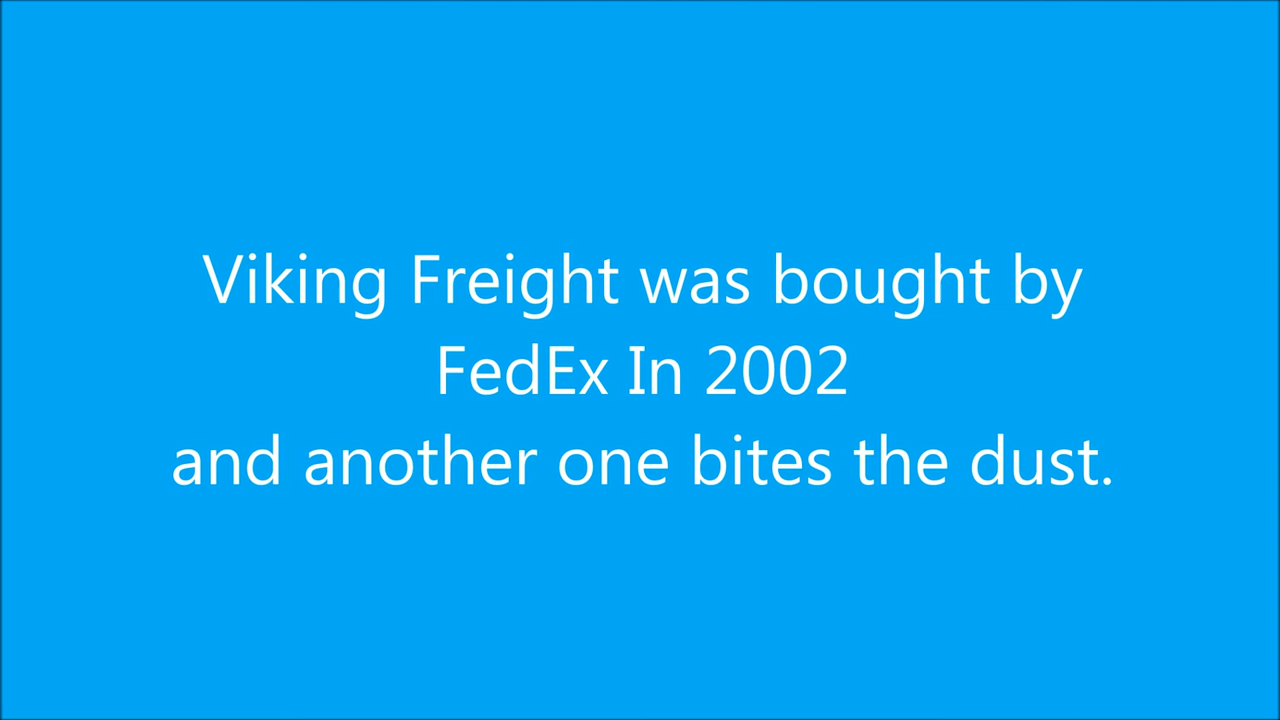 Viking Freight was bought by
FedEx In 2002
and another one bites the dust.